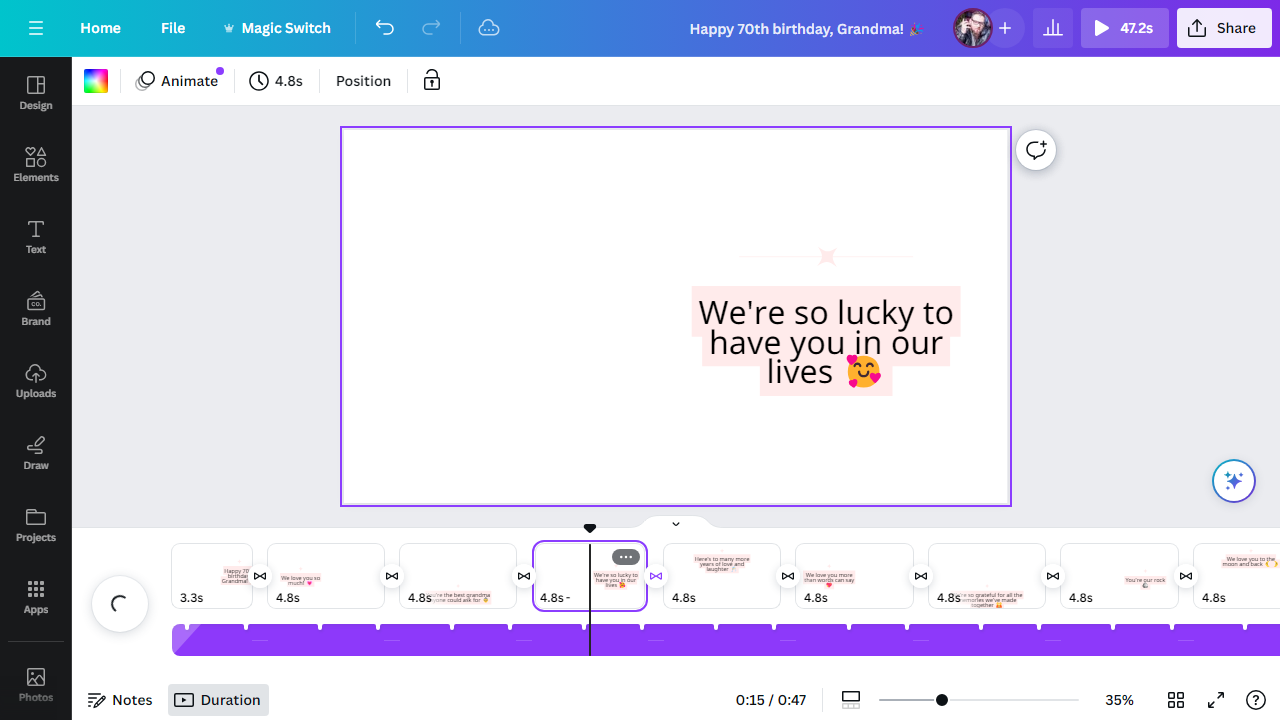 Home
File
Magic Switch
Happy 70th birthday, Grandma! 🎉
47.2s
Share
Animate
4.8s
Position
Design
Elements
Text
Brand
CO.
Uploads
Draw
Projects
Apps
Photos
We're so lucky to
have you in our
lives 🥰
Happy 70
birthday
Grandma!
3.3s
We love you so
much! 💗
4.8s
're the best grandma
one could ask for
4.8s
We're so lucky to
have you in our
lives 🥰
4.8s -
Here's to many more
years of love and
laughter
4.8s
We love you more
than words can say
4.8s
so grateful for all the
memories we've made
together 🤗
4.8s
You're our rock
4.8s
We love you to the
moon and back
4.8s
Notes
Duration
0:15 / 0:47
35%